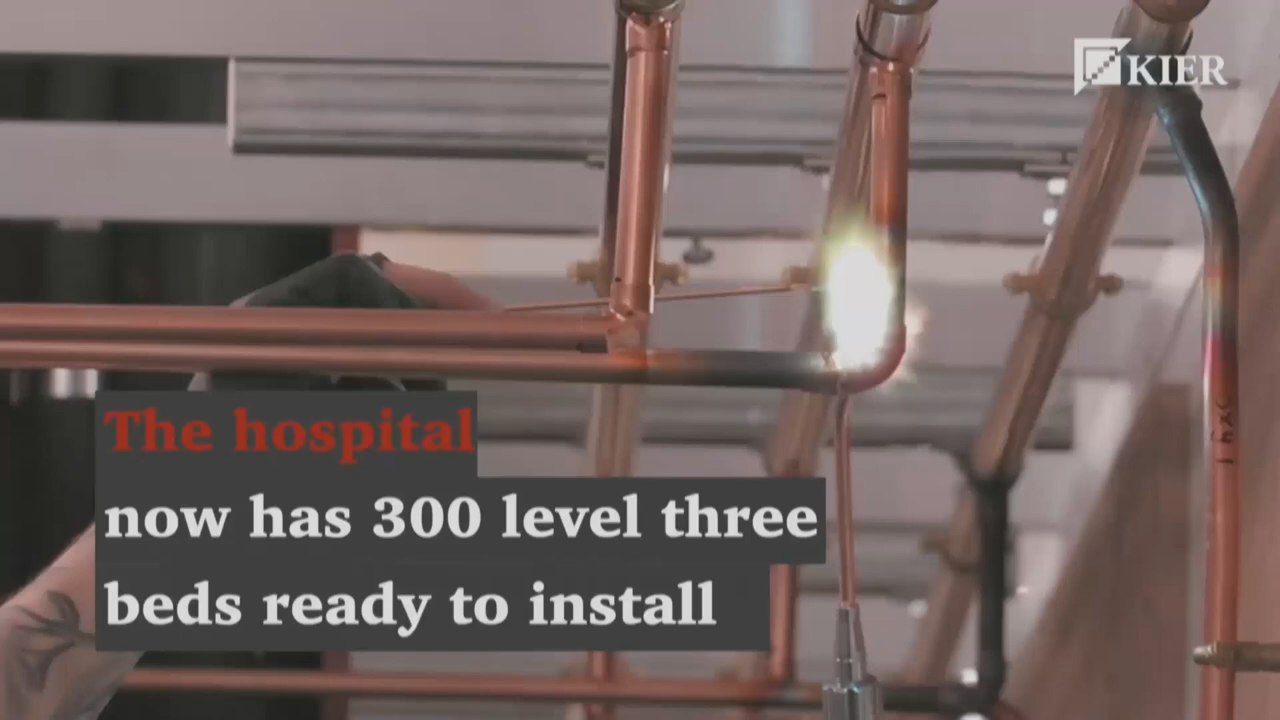 KIER
The hospital
now has 300 level three
beds ready to install